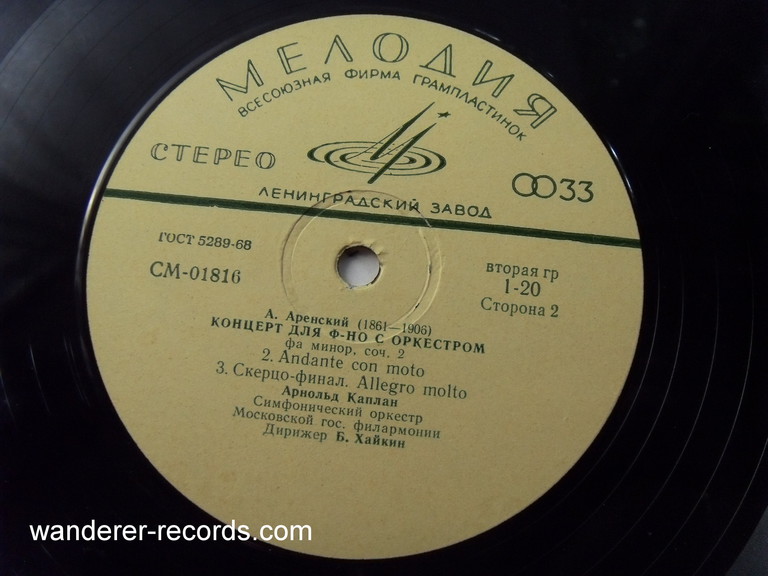 МЕЛОДИЯ
ВСЕСОЮЗНАЯ ФИРМА ГРАМПЛАСТИНОК
СТЕРЕО
33
ЛЕНИНГРАДСКИЙ ЗАВОД
ГОСТ 5289-68
СМ-01816
вторая гр
1-20
Сторона 2
А. Аренский (1861—1906)
КОНЦЕРТ ДЛЯ Ф-НО С ОРКЕСТРОМ
фа минор, соч. 2
2. Andante con moto
3. Скерцо-финал. Allegro molto
Арнольд Каплан
Симфонический оркестр
Московской гос. филармонии
Дирижер Б. Хайкин
wanderer-records.com